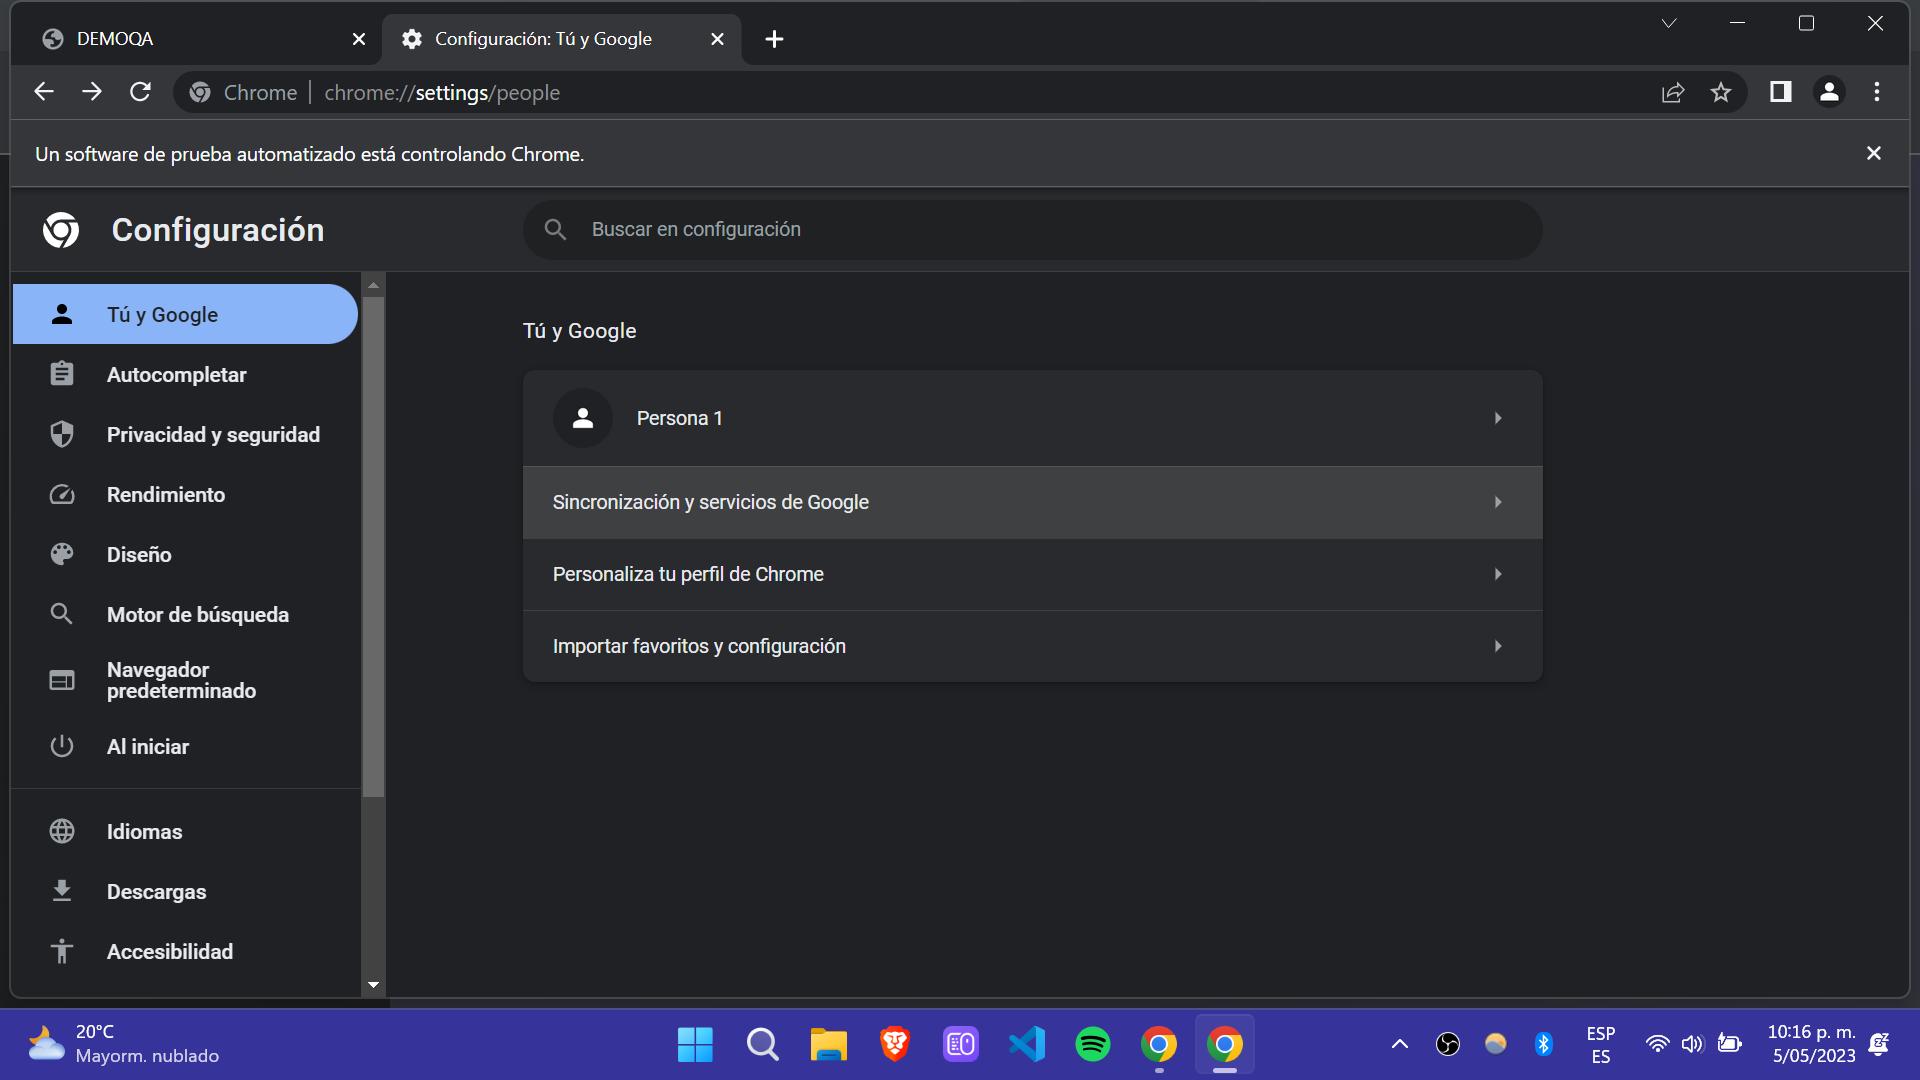 DEMOQA
Configuración: Tú y Google
Chrome
chrome://settings/people
Un software de prueba automatizado está controlando Chrome.
Configuración
Buscar en configuración
Tú y Google
Autocompletar
Privacidad y seguridad
Rendimiento
Diseño
Motor de búsqueda
Navegador
predeterminado
Al iniciar
Idiomas
Descargas
Accesibilidad
Tú y Google
Persona 1
Sincronización y servicios de Google
Personaliza tu perfil de Chrome
Importar favoritos y configuración
20°C
Mayorm. nublado
ESP
ES
10:16 p. m.
5/05/2023